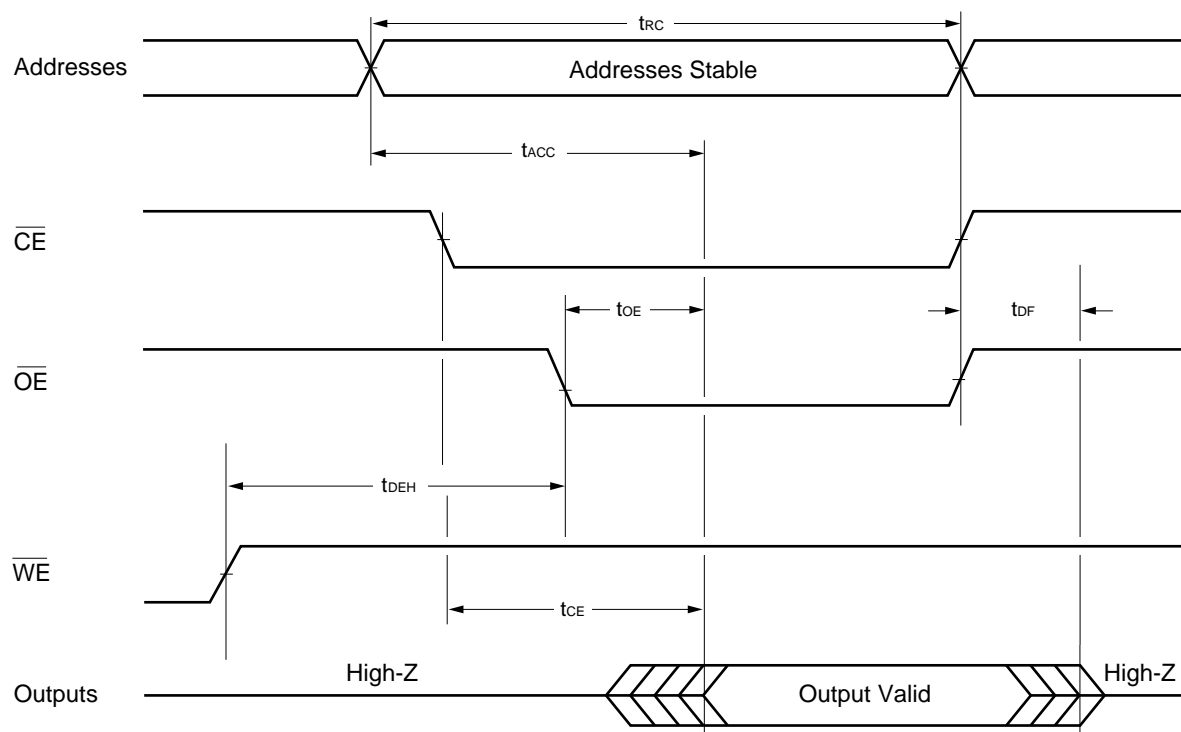 tRC
Addresses
Addresses Stable
tACC
CE
tOE
tDF
OE
tDEH
WE
tCE
High-Z
High-Z
Outputs
Output Valid